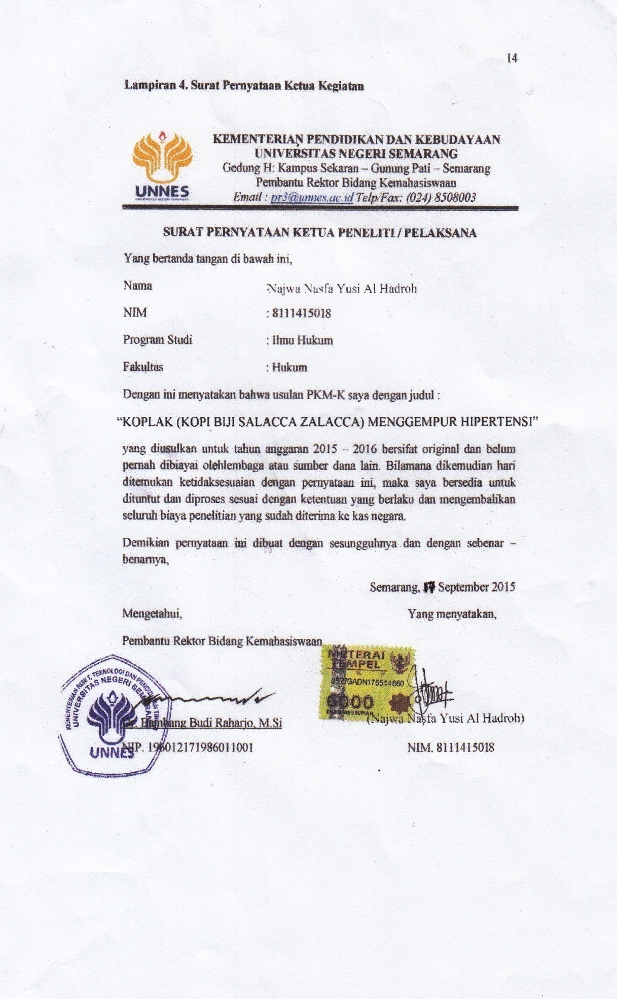 14
Lampiran 4. Surat Pernyataan Ketua Kegiatan
KEMENTERIAN PENDIDIKAN DAN KEBUDAYAAN
UNIVERSITAS NEGERI SEMARANG
Gedung H: Kampus Sekaran – Gunung Pati – Semarang
Pembantu Rektor Bidang Kemahasiswaan
Email : pr3@unnes.ac.id Telp/Fax: (024) 8508003
UNNES
SURAT PERNYATAAN KETUA PENELITI / PELAKSANA
Yang bertanda tangan di bawah ini,
Nama :Najwa Nasfa Yusi Al Hadroh
NIM : 8111415018
Program Studi : Ilmu Hukum
Fakultas : Hukum
Dengan ini menyatakan bahwa usulan PKM-K saya dengan judul :
“KOPLAK (KOPI BIJI SALACCA ZALACCA) MENGGEMPUR HIPERTENSI”
yang diusulkan untuk tahun anggaran 2015 – 2016 bersifat original dan belum
pernah dibiayai olehlembaga atau sumber dana lain. Bilamana dikemudian hari
ditemukan ketidaksesuaian dengan pernyataan ini, maka saya bersedia untuk
dituntut dan diproses sesuai dengan ketentuan yang berlaku dan mengembalikan
seluruh biaya penelitian yang sudah diterima ke kas negara.
Demikian pernyataan ini dibuat dengan sesungguhnya dan dengan sebenar –
benarnya,
Semarang, 17 September 2015
Mengetahui, Yang menyatakan,
Pembantu Rektor Bidang Kemahasiswaan
METERAI
TEMPEL
6000
ENAM RIBU RUPIAH
KEMENTERIAN RISET, TEKNOLOGI DAN PENDIDIKAN TINGGI
UNIVERSITAS NEGERI SEMARANG
UNNES
Dr. Bambang Budi Raharjo, M.Si (Najwa Nasfa Yusi Al Hadroh)
NIP. 196012171986011001 NIM. 8111415018